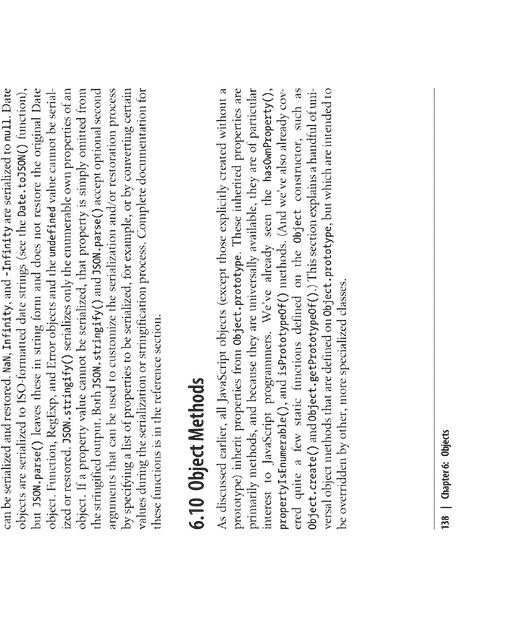 can be serialized and restored. NaN, Infinity, and -Infinity are serialized to null. Date
objects are serialized to ISO-formatted date strings (see the Date.toJSON() function),
but JSON.parse() leaves these in string form and does not restore the original Date
object. Function, RegExp, and Error objects and the undefined value cannot be serial-
ized or restored. JSON.stringify() serializes only the enumerable own properties of an
object. If a property value cannot be serialized, that property is simply omitted from
the stringified output. Both JSON.stringify() and JSON.parse() accept optional second
arguments that can be used to customize the serialization and/or restoration process
by specifying a list of properties to be serialized, for example, or by converting certain
values during the serialization or stringification process. Complete documentation for
these functions is in the reference section.
6.10 Object Methods
As discussed earlier, all JavaScript objects (except those explicitly created without a
prototype) inherit properties from Object.prototype. These inherited properties are
primarily methods, and because they are universally available, they are of particular
interest to JavaScript programmers. We've already seen the hasOwnProperty(),
propertyIsEnumerable(), and isPrototypeOf() methods. (And we've also already cov-
ered quite a few static functions defined on the Object constructor, such as
Object.create() and Object.getPrototypeOf().) This section explains a handful of uni-
versal object methods that are defined on Object.prototype, but which are intended to
be overridden by other, more specialized classes.
138 | Chapter 6: Objects